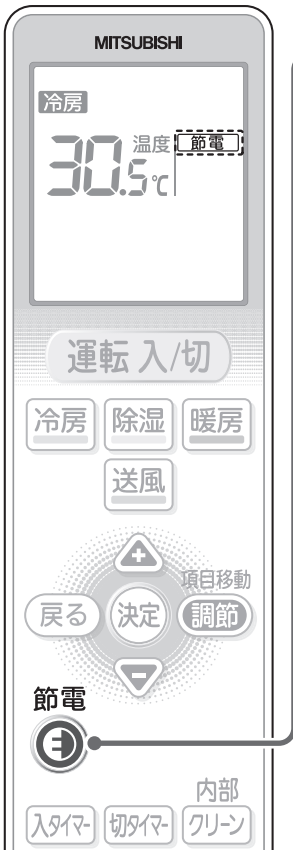 MITSUBISHI
冷房
温度 節電
30.5℃
運転 入/切
冷房 除湿 暖房
送風
項目移動
戻る 決定 調節
節電
内部
入タイマー 切タイマー クリーン